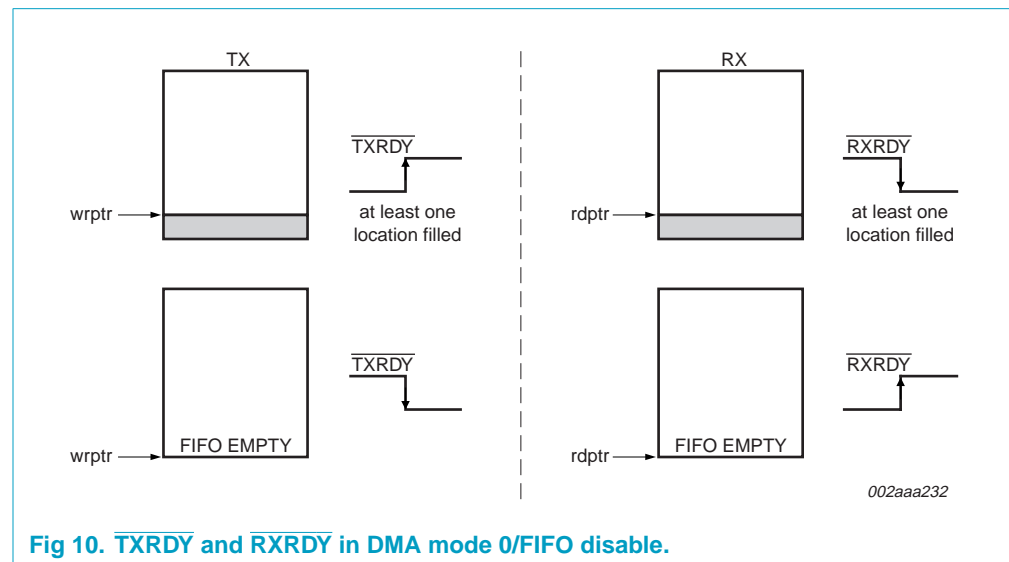 TX
TXRDY
wrptr
at least one
location filled
TXRDY
FIFO EMPTY
wrptr
RX
RXRDY
rdptr
at least one
location filled
RXRDY
FIFO EMPTY
rdptr
002aaa232
Fig 10. TXRDY and RXRDY in DMA mode 0/FIFO disable.